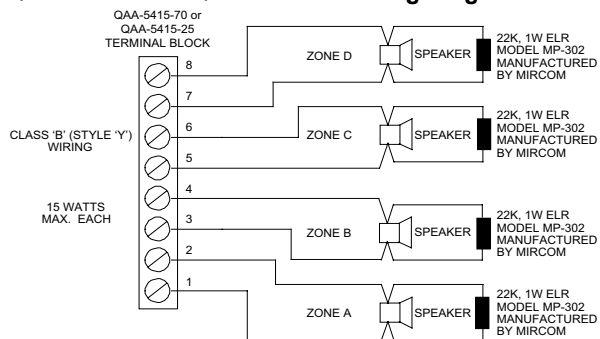 QAA-5415-70 or
QAA-5415-25
TERMINAL BLOCK
8
7
6
5
4
3
2
1
CLASS 'B' (STYLE 'Y')
WIRING
15 WATTS
MAX. EACH
ZONE D
SPEAKER
22K, 1W ELR
MODEL MP-302
MANUFACTURED
BY MIRCOM
ZONE C
SPEAKER
22K, 1W ELR
MODEL MP-302
MANUFACTURED
BY MIRCOM
ZONE B
SPEAKER
22K, 1W ELR
MODEL MP-302
MANUFACTURED
BY MIRCOM
ZONE A
SPEAKER
22K, 1W ELR
MODEL MP-302
MANUFACTURED
BY MIRCOM